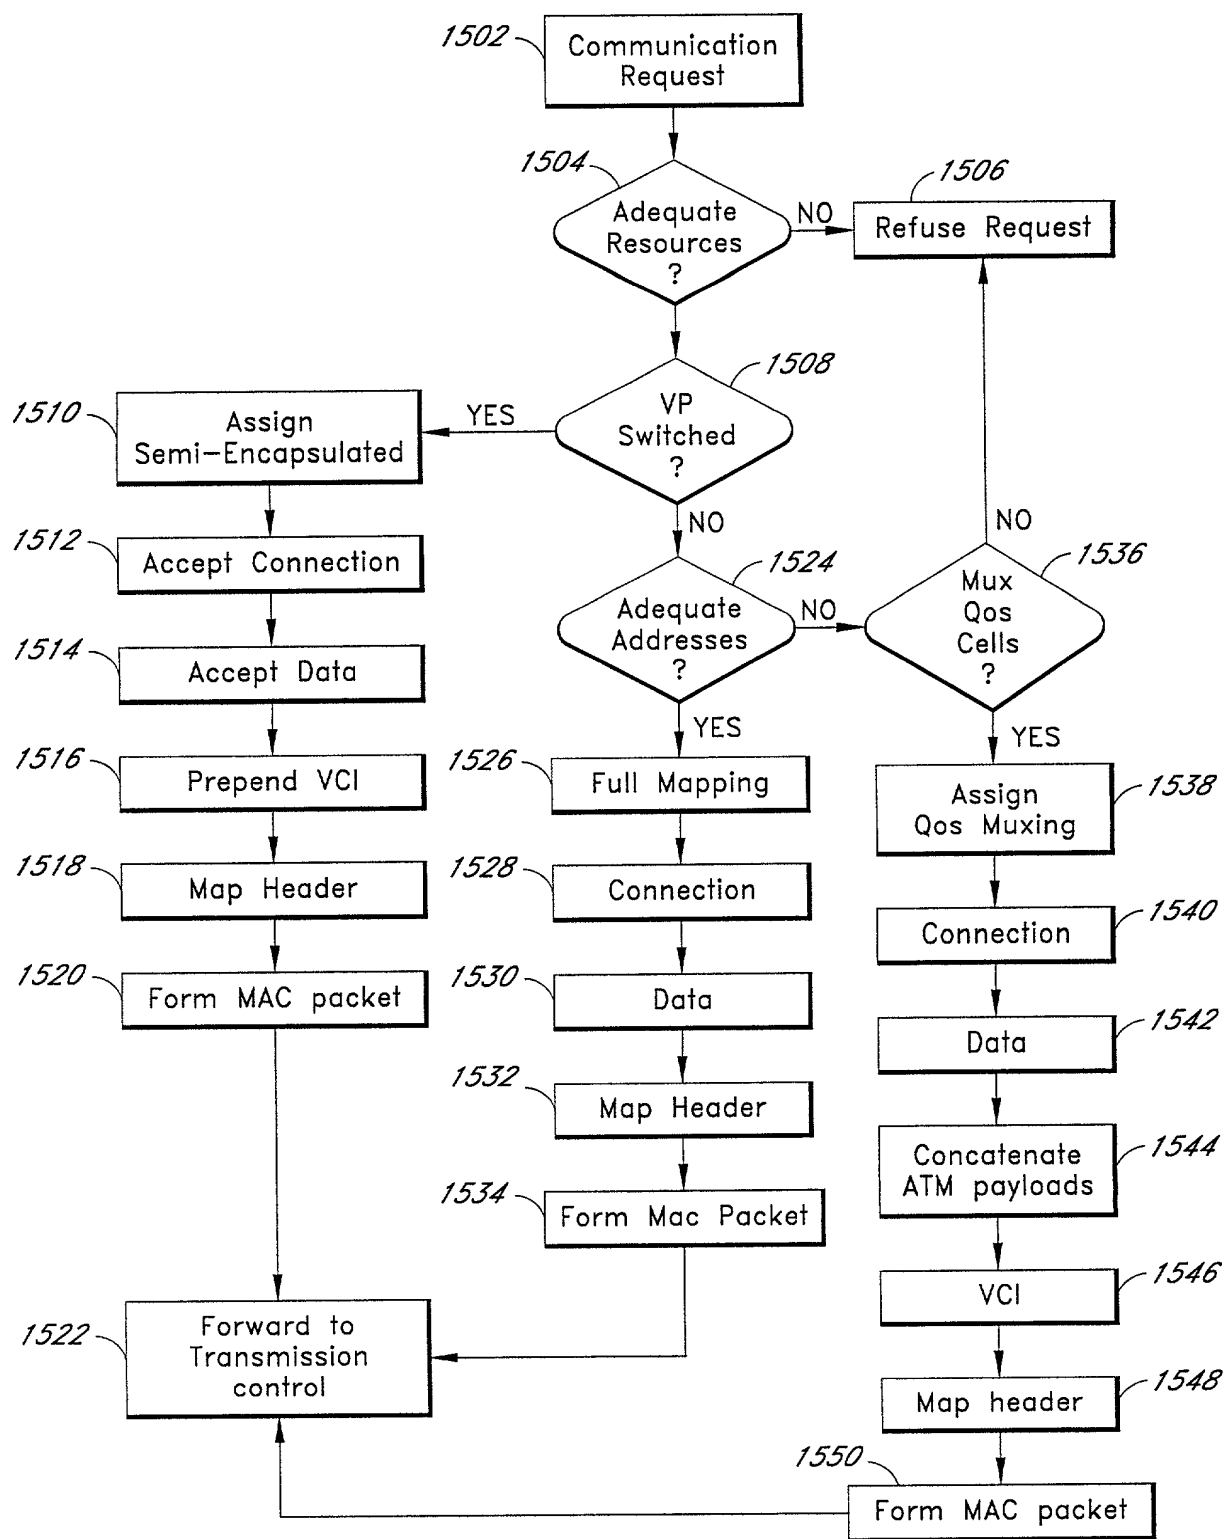 1502
Communication
Request
1504
Adequate
Resources
?
NO
1506
Refuse Request
1508
VP
Switched
?
YES
NO
1510
Assign
Semi-Encapsulated
1512
Accept Connection
1514
Accept Data
1516
Prepend VCI
1518
Map Header
1520
Form MAC packet
1522
Forward to
Transmission
control
1524
Adequate
Addresses
?
NO
YES
1526
Full Mapping
1528
Connection
1530
Data
1532
Map Header
1534
Form Mac Packet
1536
Mux
Qos
Cells
?
NO
YES
1538
Assign
Qos Muxing
1540
Connection
1542
Data
1544
Concatenate
ATM payloads
1546
VCI
1548
Map header
1550
Form MAC packet